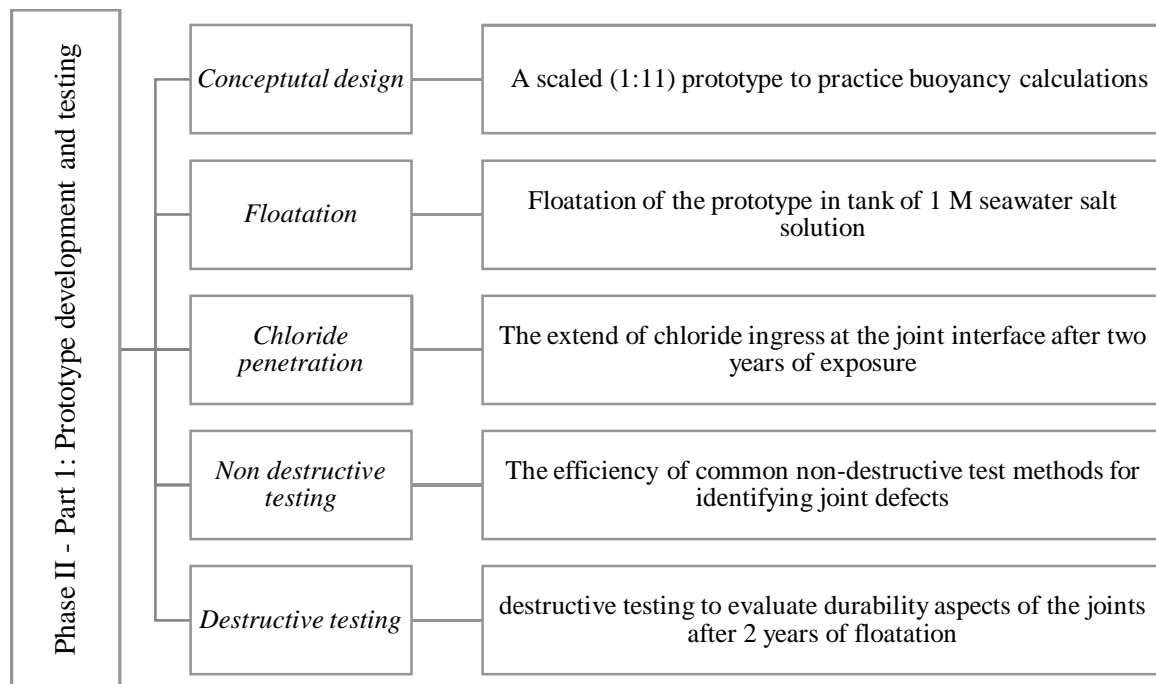 Phase II - Part 1: Prototype development and testing
Conceptutal design
A scaled (1:11) prototype to practice buoyancy calculations
Floatation
Floatation of the prototype in tank of 1 M seawater salt
solution
Chloride
penetration
The extend of chloride ingress at the joint interface after two
years of exposure
Non destructive
testing
The efficiency of common non-destructive test methods for
identifying joint defects
Destructive testing
destructive testing to evaluate durability aspects of the joints
after 2 years of floatation